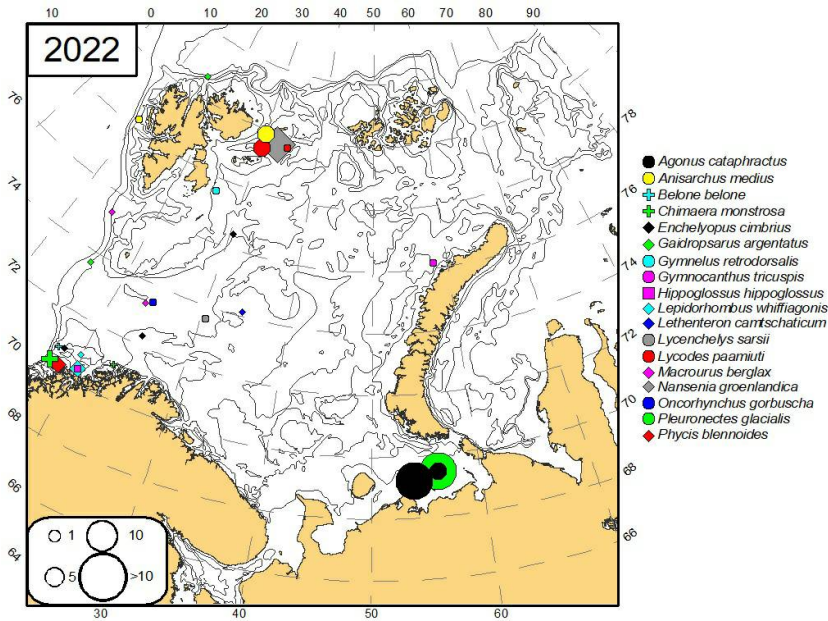 10 0 10 20 30 40 50 60 70 80 90
2022
76
74
72
70
68
66
64
78
76
74
72
70
68
66
30 40 50 60
Agonus cataphractus
Anisarchus medius
Belone belone
Chinaera monstrosa
Enchelyopus cimbrius
Gaidropsarus argentatus
Gymnelus retrodorsalis
Gymnocanthus tricuspis
Hippoglossus hippoglossus
Lepidorhombus whiffiagonis
Lethenteron camtschaticum
Lycenchelys sarsii
Lycodes paamiuti
Macrourus berglax
Nansenia groenlandica
Oncorhynchus gorbuscha
Pleuronectes glacialis
Phycis blennoides
1 10
5 >10